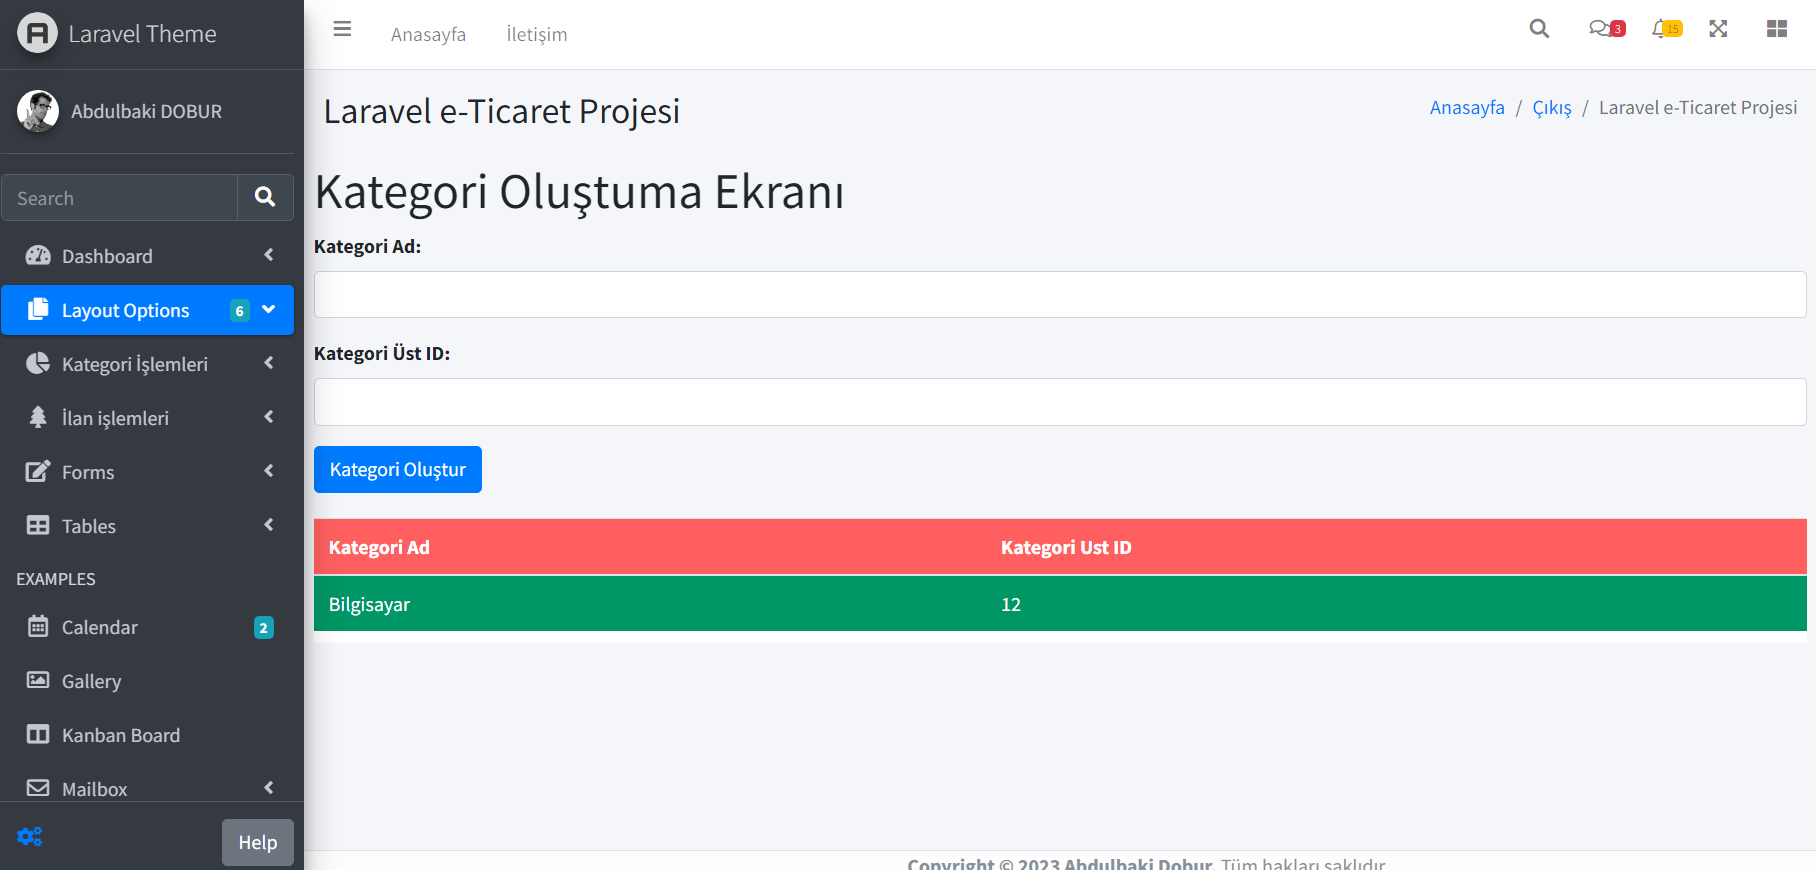 Laravel Theme
Anasayfa
İletişim
3
15
Abdulbaki DOBUR
Laravel e-Ticaret Projesi
Anasayfa / Çıkış / Laravel e-Ticaret Projesi
Search
Dashboard
Layout Options 6
Kategori İşlemleri
İlan işlemleri
Forms
Tables
EXAMPLES
Calendar 2
Gallery
Kanban Board
Mailbox
Help
Kategori Oluştuma Ekranı
Kategori Ad:
Kategori Üst ID:
Kategori Oluştur
Kategori Ad Kategori Ust ID
Bilgisayar 12
Copyright © 2023 Abdulbaki Dobur. Tüm hakları saklıdır